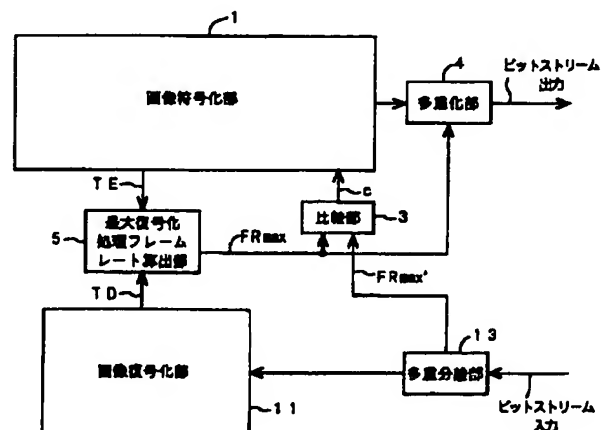 1
画像符号化部
4
多重化部
ビットストリーム
出力
TE
c
比較部
3
5
最大復号化
処理フレーム
レート算出部
FRmax
FRmax'
TD
13
画像復号化部
多重分離部
11
ビットストリーム
入力